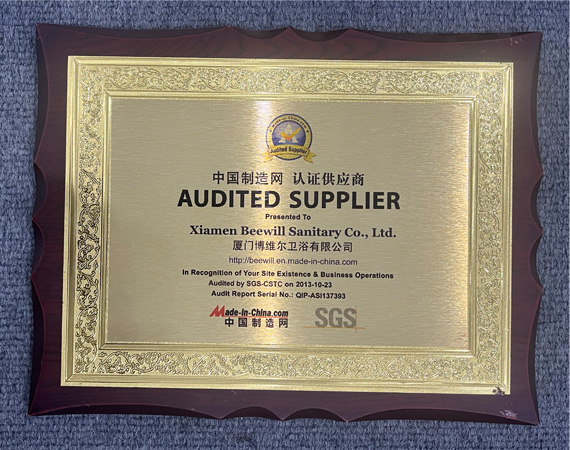 Audited Supplier
中国制造网 认证供应商
AUDITED SUPPLIER
Presented To
Xiamen Beewill Sanitary Co., Ltd.
厦门博维尔卫浴有限公司
http://beewill.en.made-in-china.com
In Recognition of Your Site Existence & Business Operations
Audited by SGS-CSTC on 2013-10-23
Audit Report Serial No.: QIP-ASI137393
Made-in-China.com
中国制造网
SGS